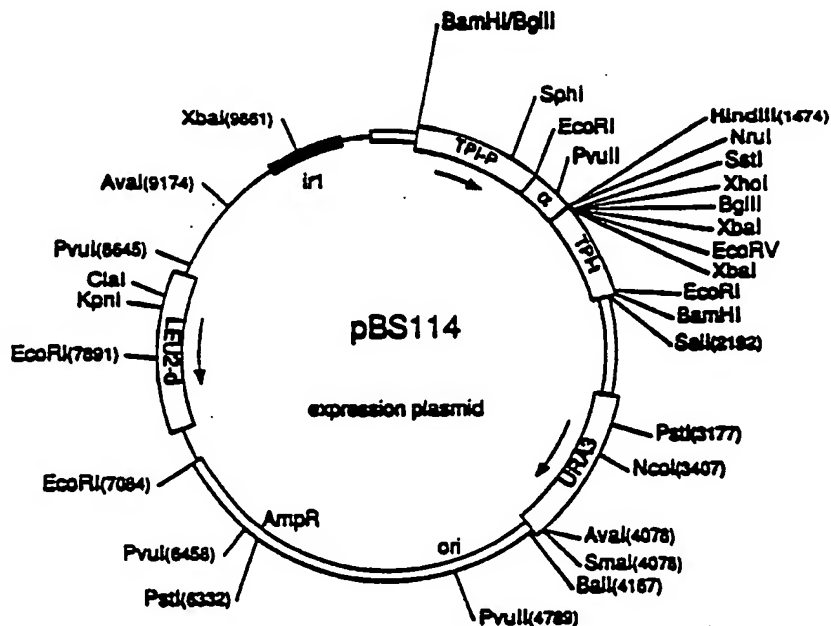 BamHI/BglII
SphI
EcoRI
PvuII
HindIII(1474)
NruI
SstI
XhoI
BglII
XbaI
EcoRV
XbaI
EcoRI
BamHI
SalI(2192)
PstI(3177)
NcoI(3407)
AvaI(4078)
SmaI(4078)
BalI(4167)
PvuII(4789)
PstI(6332)
PvuI(6458)
EcoRI(7084)
EcoRI(7891)
KpnI
ClaI
PvuI(8645)
AvaI(9174)
XbaI(9661)
ir1
TPI-P
α
TPI-t
URA3
ori
AmpR
LEU2-d
pBS114
expression plasmid